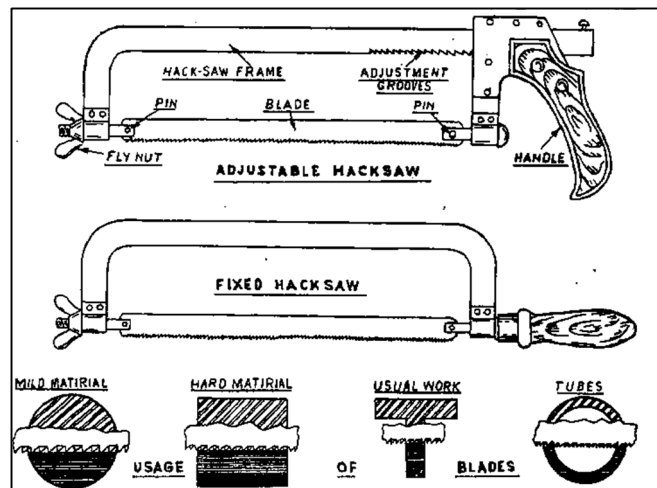 HACK-SAW FRAME
ADJUSTMENT
GROOVES
PIN
BLADE
PIN
FLY NUT
HANDLE
ADJUSTABLE HACKSAW
FIXED HACKSAW
MILD MATIRIAL HARD MATIRIAL USUAL WORK TUBES
USAGE OF BLADES